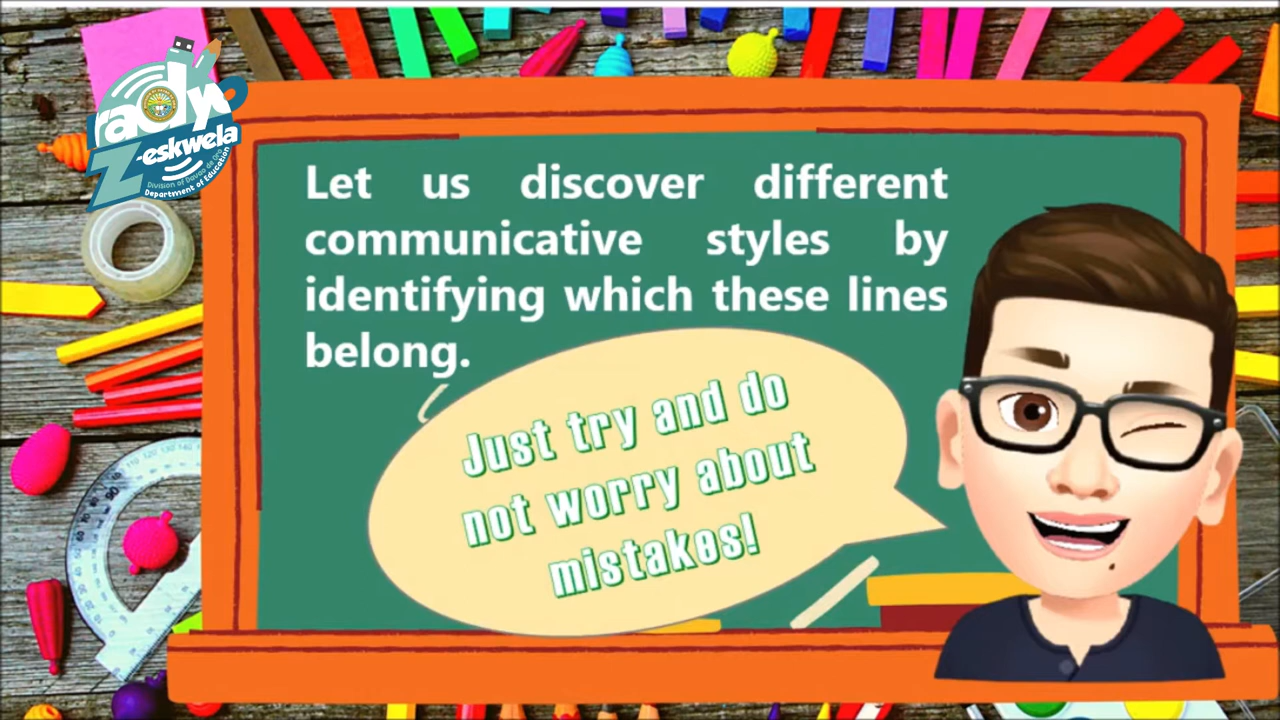 radyo
Z-eskwela
Division of Davao de Oro
Department of Education
Let us discover different
communicative styles by
identifying which these lines
belong.
Just try and do
not worry about
mistakes!